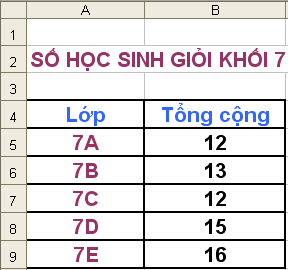 A B
1
2 SỐ HỌC SINH GIỎI KHỐI 7
3
4 Lớp Tổng cộng
5 7A 12
6 7B 13
7 7C 12
8 7D 15
9 7E 16